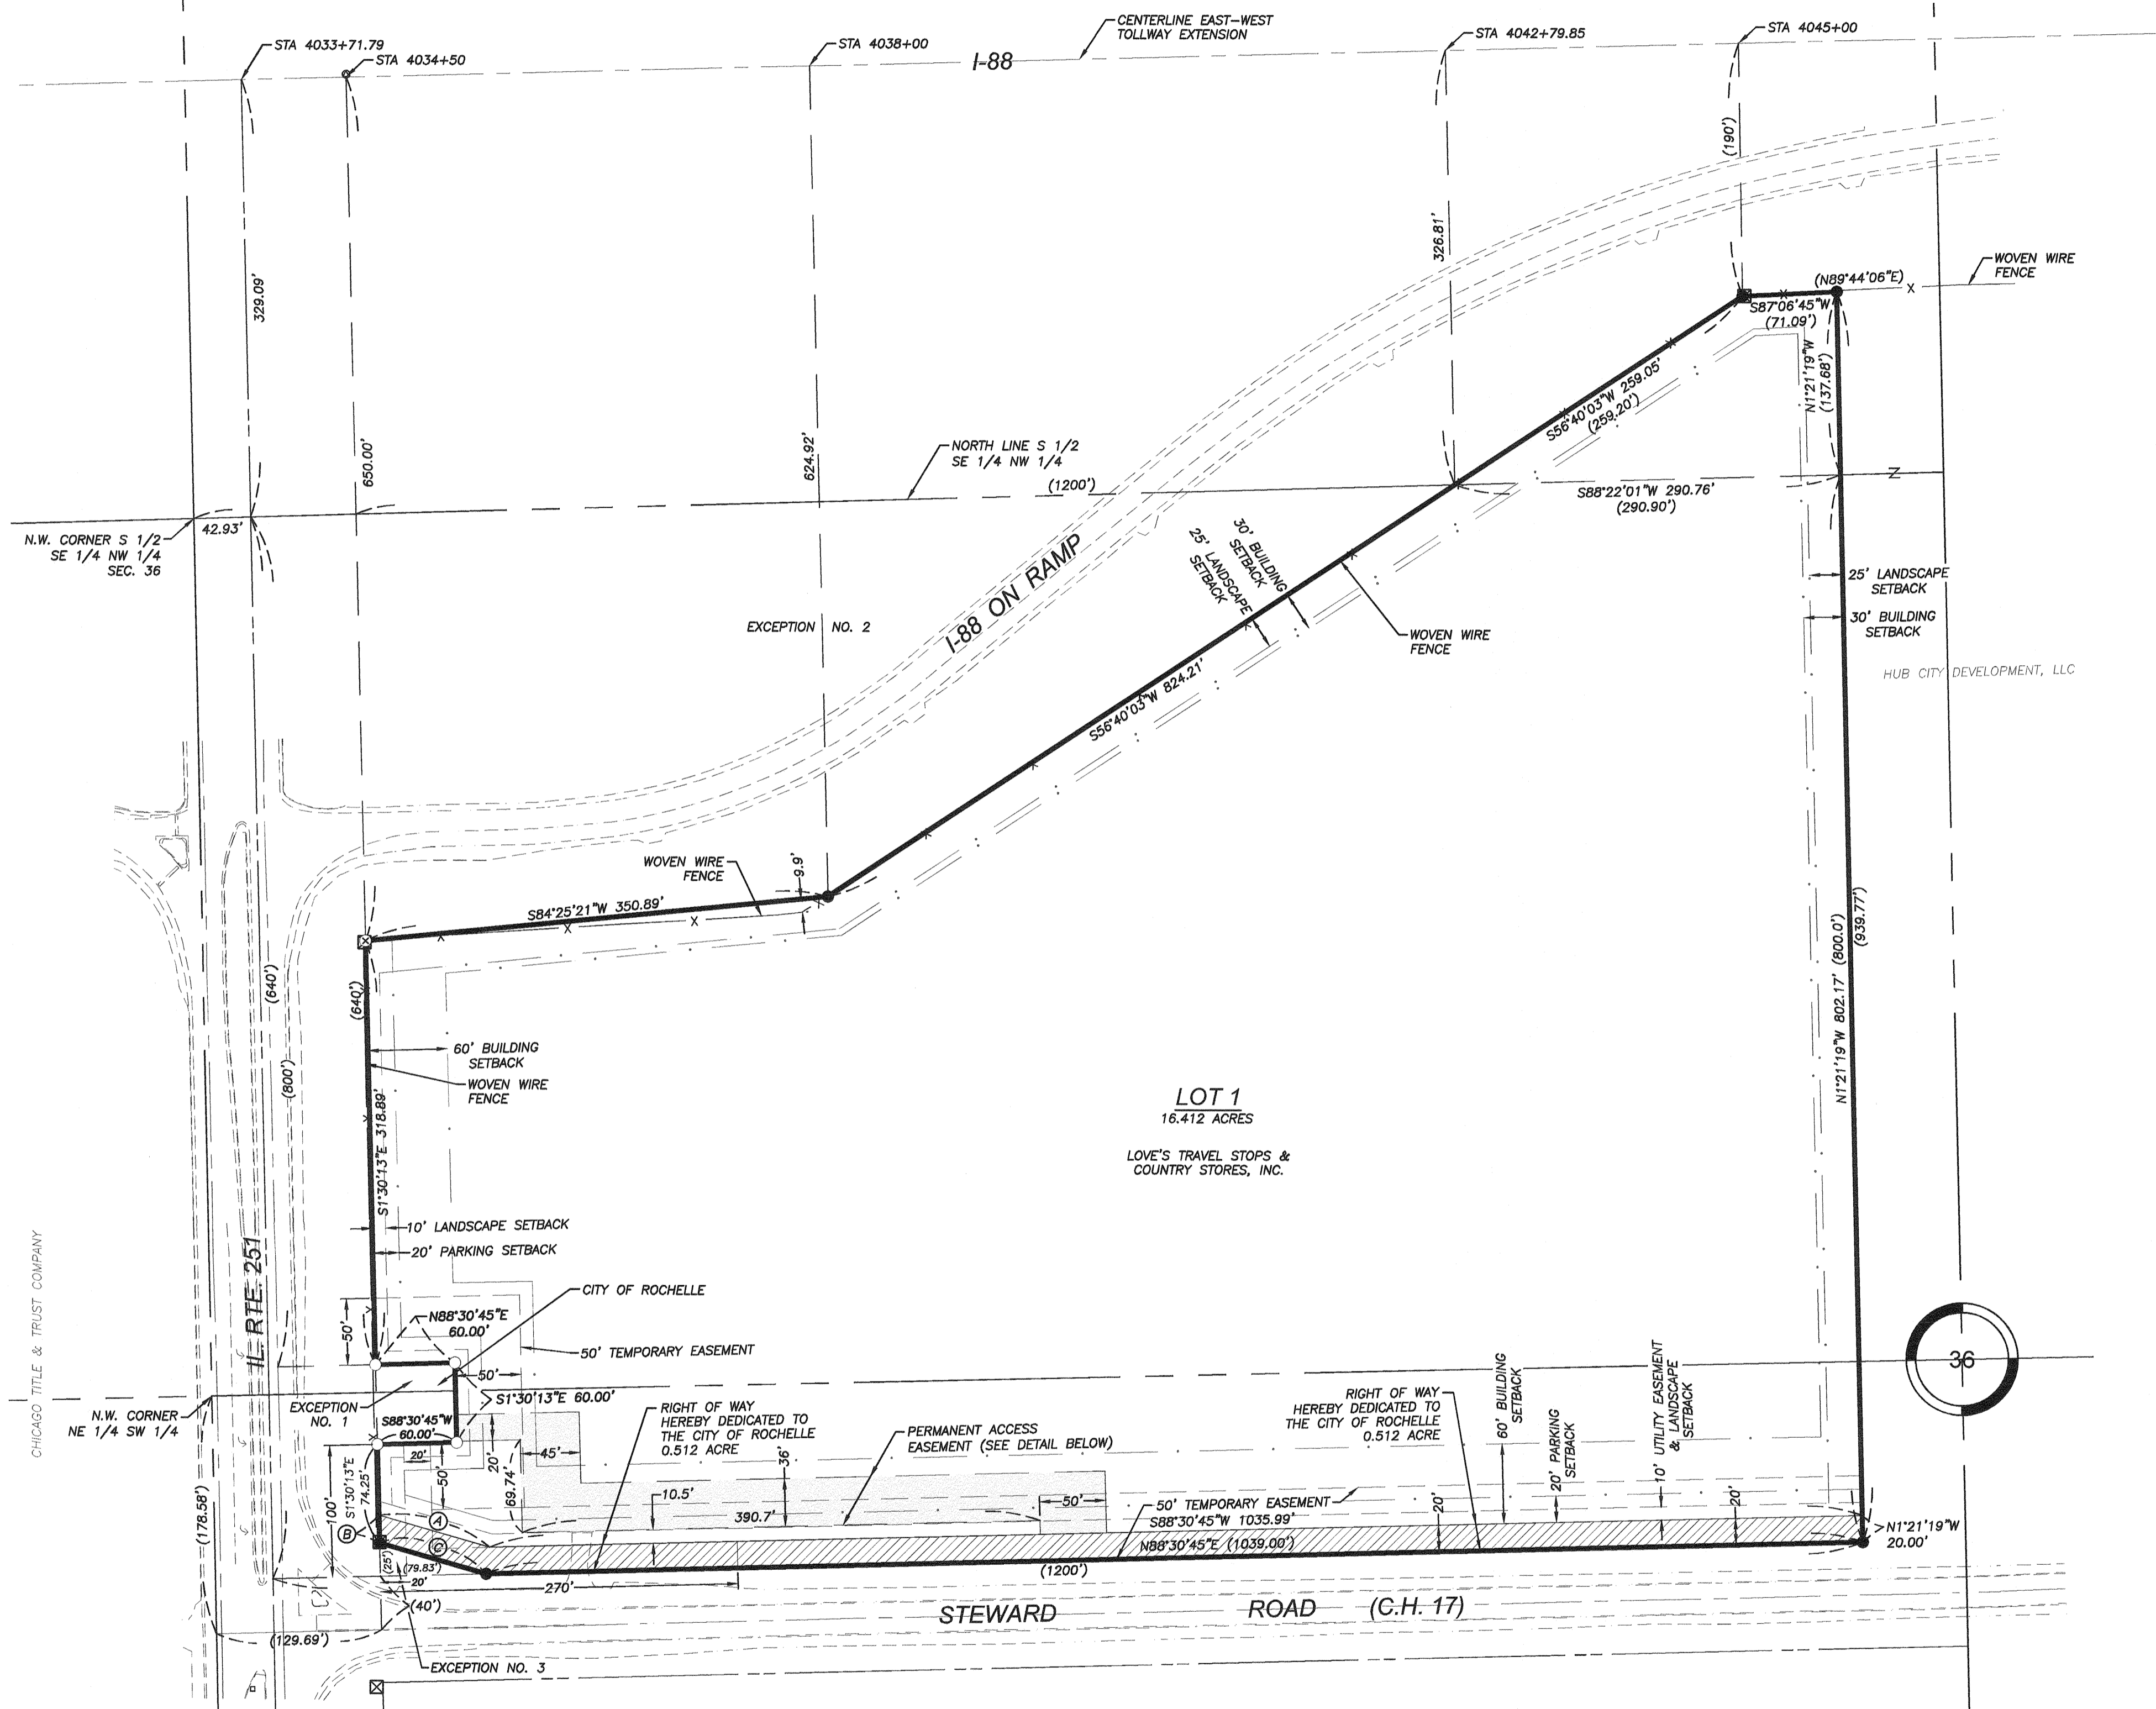 CENTERLINE EAST-WEST
TOLLWAY EXTENSION
STA 4033+71.79
STA 4034+50
STA 4038+00
I-88
STA 4042+79.85
STA 4045+00
(190')
329.09'
650.00'
624.92'
326.81'
WOVEN WIRE
FENCE
(N89°44'06"E)
S87°06'45"W
(71.09')
N1°21'19"W
(137.68')
S56°40'03"W 259.05'
(259.20')
NORTH LINE S 1/2
SE 1/4 NW 1/4
(1200')
S88°22'01"W 290.76'
(290.90')
42.93'
N.W. CORNER S 1/2
SE 1/4 NW 1/4
SEC. 36
30' BUILDING
SETBACK
25' LANDSCAPE
SETBACK
I-88 ON RAMP
EXCEPTION NO. 2
WOVEN WIRE
FENCE
25' LANDSCAPE
SETBACK
30' BUILDING
SETBACK
HUB CITY DEVELOPMENT, LLC
S56°40'03"W 824.21'
WOVEN WIRE
FENCE
9.9'
S84°25'21"W 350.89'
(640')
(640')
(800')
N1°21'19"W 802.17' (800.0')
(939.77')
60' BUILDING
SETBACK
WOVEN WIRE
FENCE
S1°30'13"E 318.89'
LOT 1
16.412 ACRES
LOVE'S TRAVEL STOPS &
COUNTRY STORES, INC.
10' LANDSCAPE SETBACK
20' PARKING SETBACK
CHICAGO TITLE & TRUST COMPANY
IL. RTE. 251
CITY OF ROCHELLE
N88°30'45"E
60.00'
50'
50' TEMPORARY EASEMENT
50'
S1°30'13"E 60.00'
36
N.W. CORNER
NE 1/4 SW 1/4
EXCEPTION
NO. 1
S88°30'45"W
60.00'
RIGHT OF WAY
HEREBY DEDICATED TO
THE CITY OF ROCHELLE
0.512 ACRE
PERMANENT ACCESS
EASEMENT (SEE DETAIL BELOW)
RIGHT OF WAY
HEREBY DEDICATED TO
THE CITY OF ROCHELLE
0.512 ACRE
60' BUILDING
SETBACK
20' PARKING
SETBACK
10' UTILITY EASEMENT
& LANDSCAPE
SETBACK
20'
50'
20'
45'
36'
69.74'
10.5'
390.7'
50'
S1°30'13"E
74.25'
100'
(178.58')
A
B
C
50' TEMPORARY EASEMENT
S88°30'45"W 1035.99'
N88°30'45"E (1039.00')
20'
20'
N1°21'19"W
20.00'
(25')
(79.83')
20'
270'
(1200')
(40')
(129.69')
STEWARD ROAD (C.H. 17)
EXCEPTION NO. 3